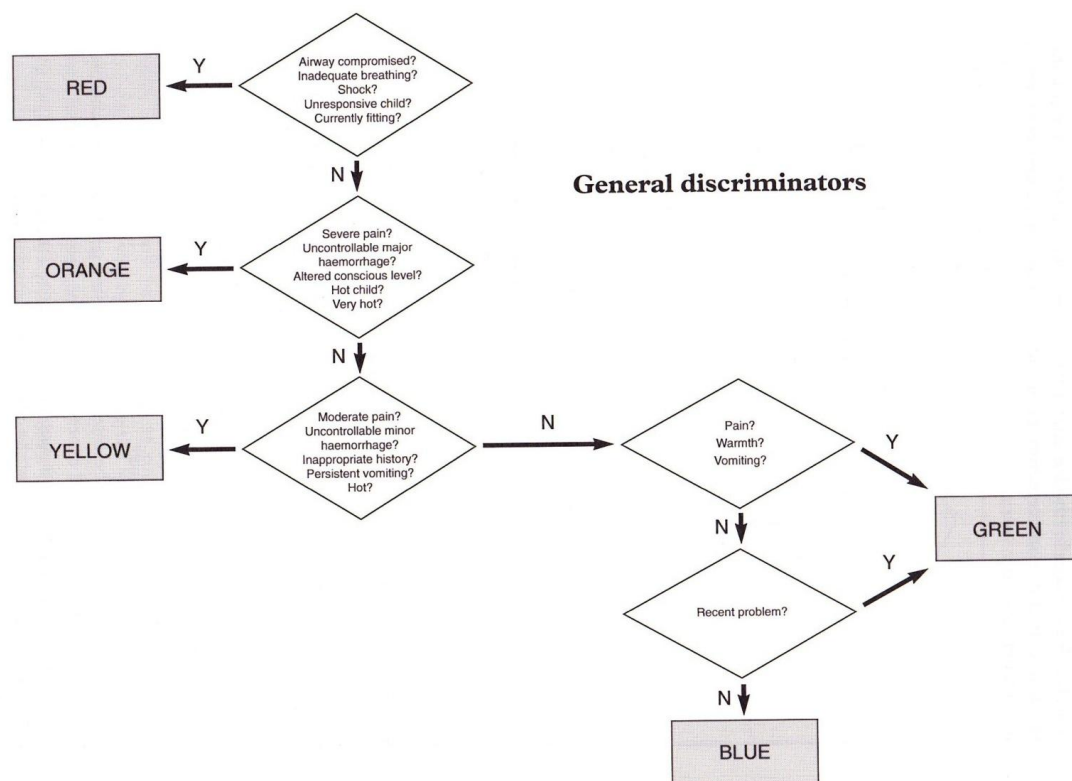 Airway compromised?
Inadequate breathing?
Shock?
Unresponsive child?
Currently fitting?
Y
RED
N
General discriminators
Severe pain?
Uncontrollable major
haemorrhage?
Altered conscious level?
Hot child?
Very hot?
Y
ORANGE
N
Moderate pain?
Uncontrollable minor
haemorrhage?
Inappropriate history?
Persistent vomiting?
Hot?
Y
YELLOW
N
Pain?
Warmth?
Vomiting?
Y
GREEN
N
Recent problem?
Y
N
BLUE